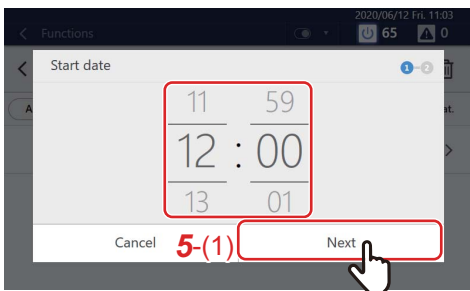 2020/06/12 Fri. 11:03
Functions
65
0
Start date
1-2
A
at.
11 59
12 : 00
13 01
Cancel
5-(1)
Next